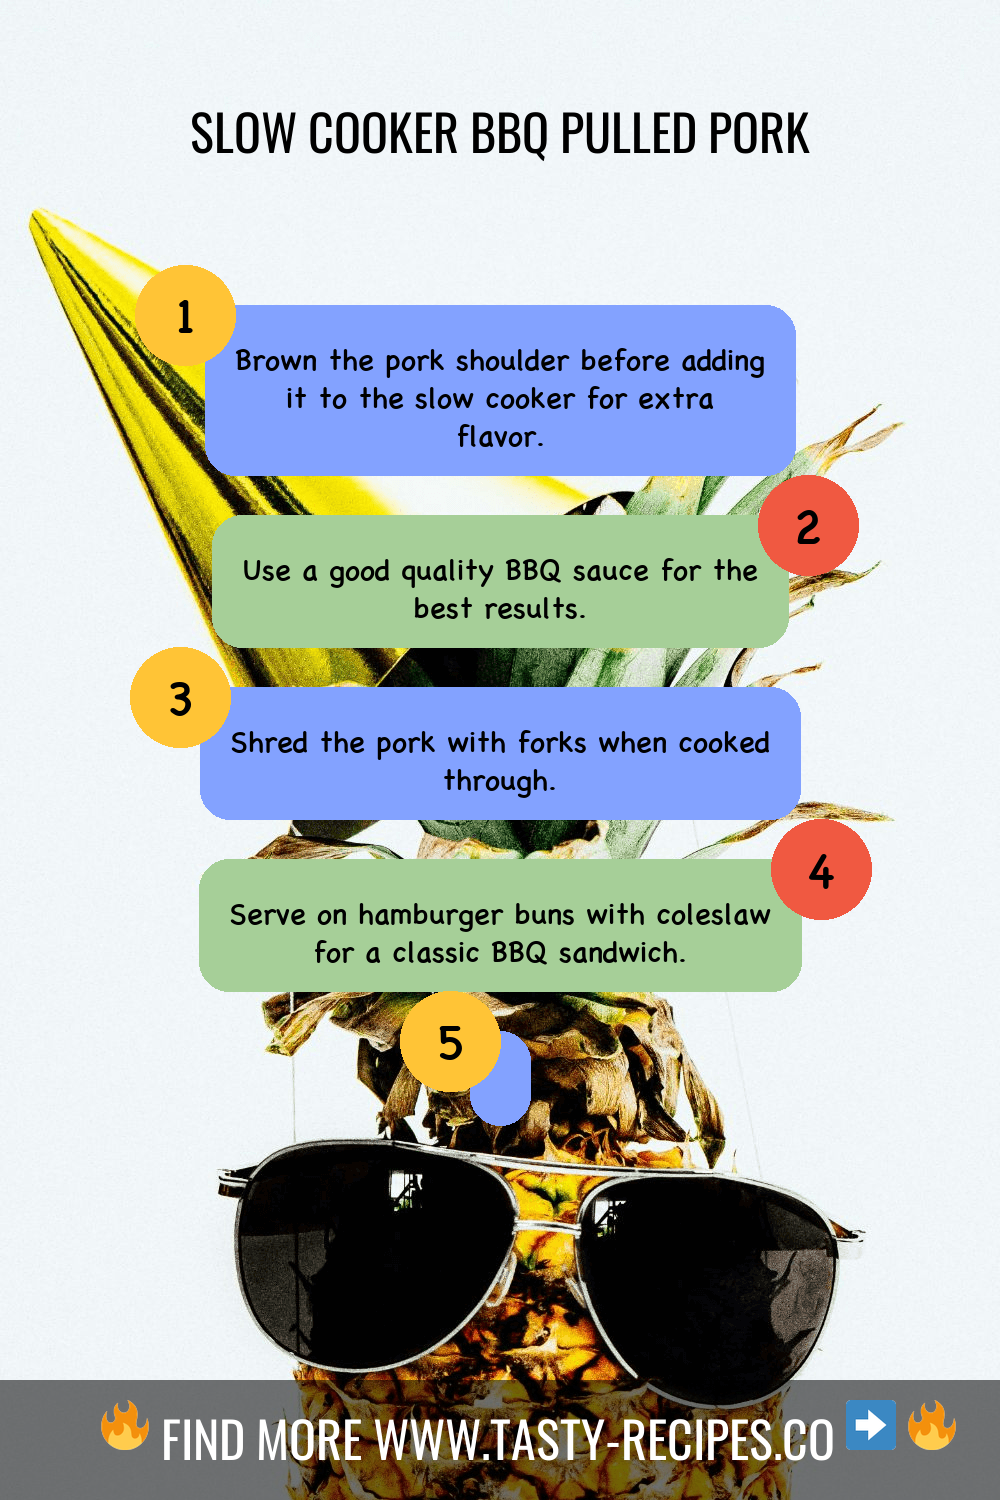 SLOW COOKER BBQ PULLED PORK
1
Brown the pork shoulder before adding
it to the slow cooker for extra
flavor.
2
Use a good quality BBQ sauce for the
best results.
3
Shred the pork with forks when cooked
through.
4
Serve on hamburger buns with coleslaw
for a classic BBQ sandwich.
5
FIND MORE WWW.TASTY-RECIPES.CO